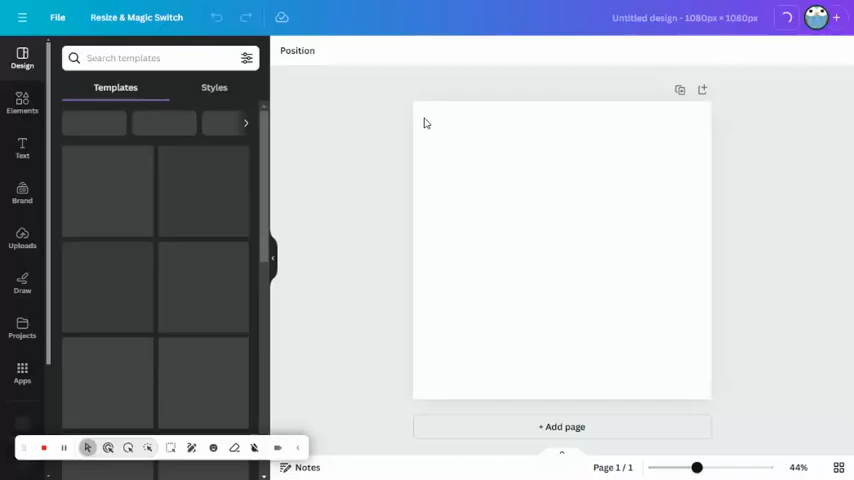 File
Resize & Magic Switch
Untitled design - 1080px × 1080px
Design
Elements
Text
Brand
Uploads
Draw
Projects
Apps
Search templates
Templates
Styles
Position
+ Add page
Notes
Page 1 / 1
44%